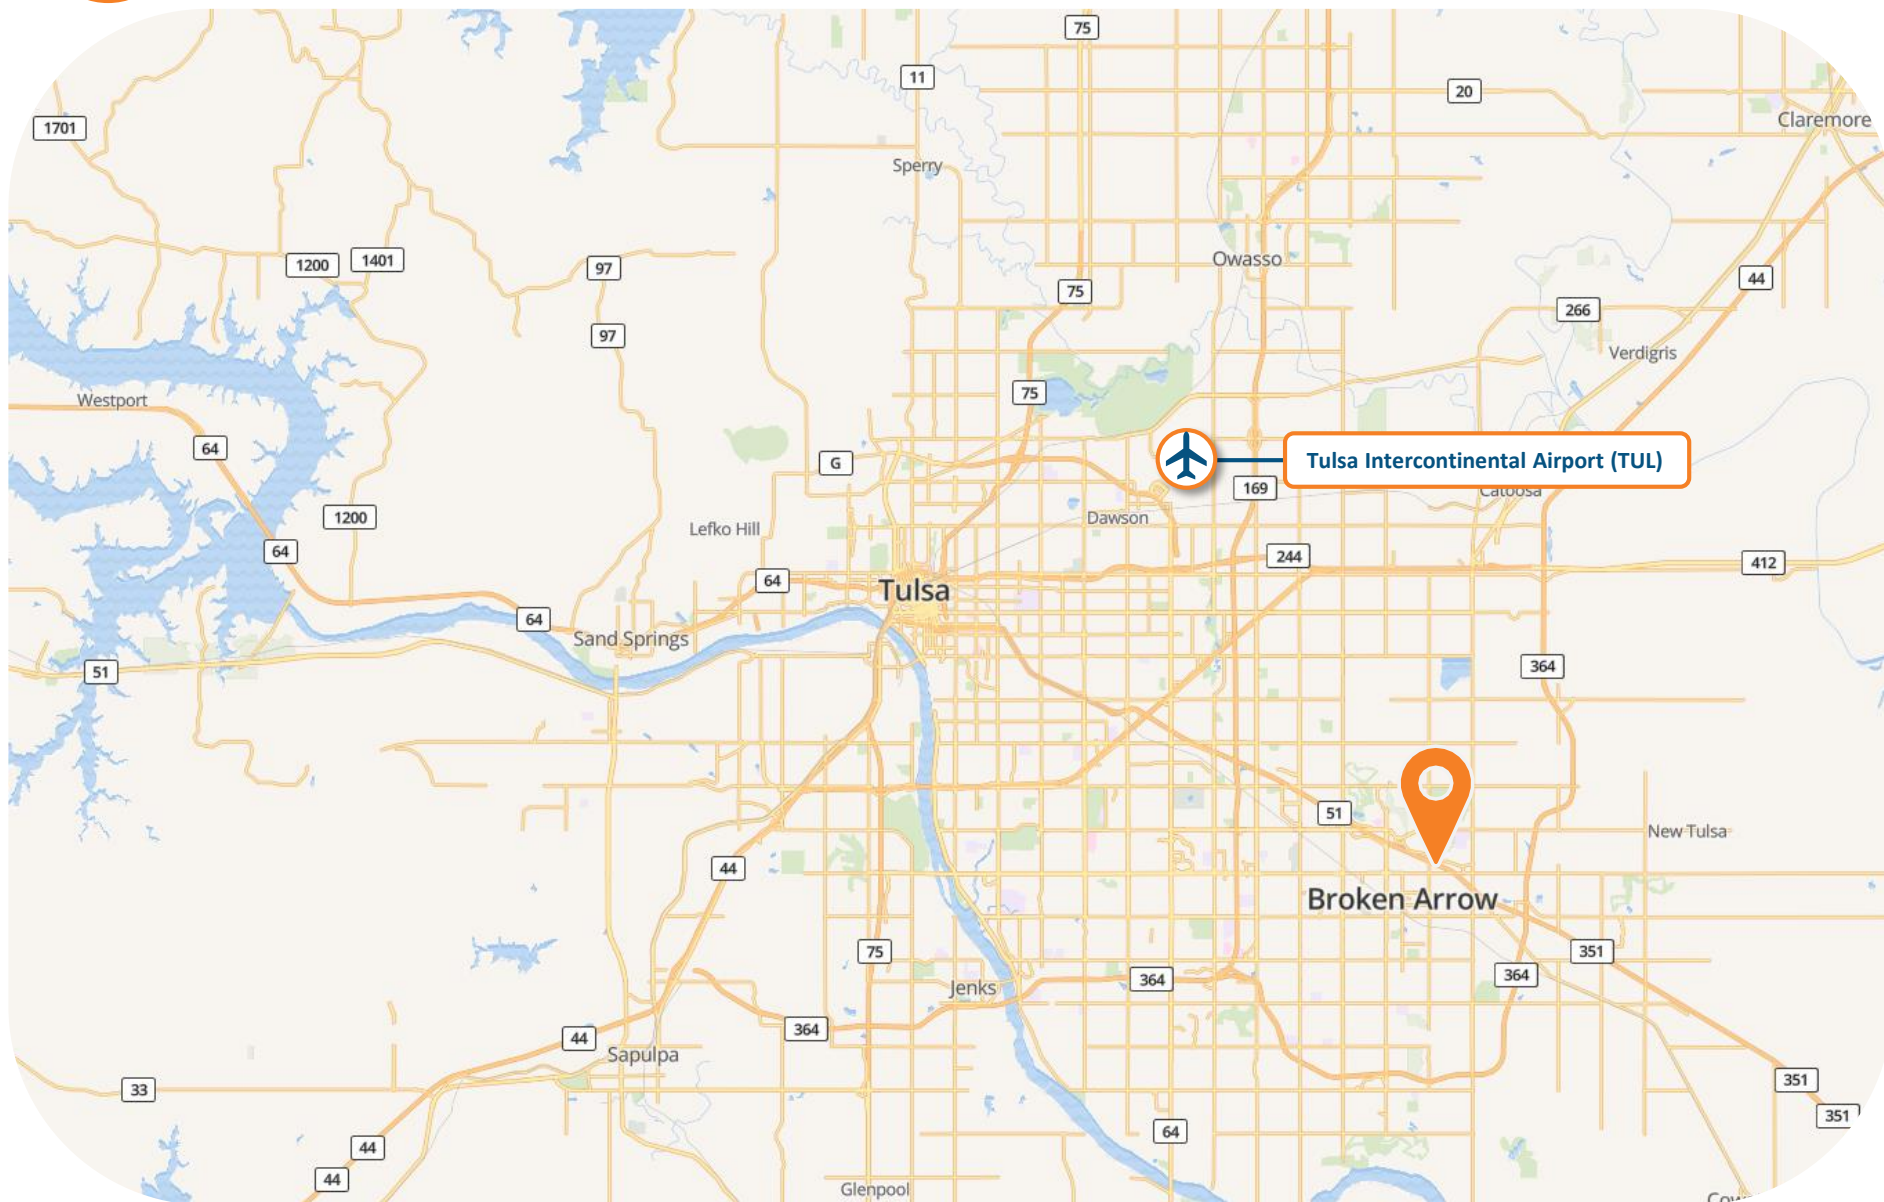 75
11
20
1701
Claremore
Sperry
Owasso
1200
1401
97
75
44
266
97
Verdigris
75
Westport
64
G
Tulsa Intercontinental Airport (TUL)
169
Catoosa
1200
Lefko Hill
Dawson
64
244
412
64
Tulsa
64
Sand Springs
51
364
51
New Tulsa
44
Broken Arrow
75
351
364
364
Jenks
364
44
Sapulpa
33
351
351
64
44
44
Glenpool